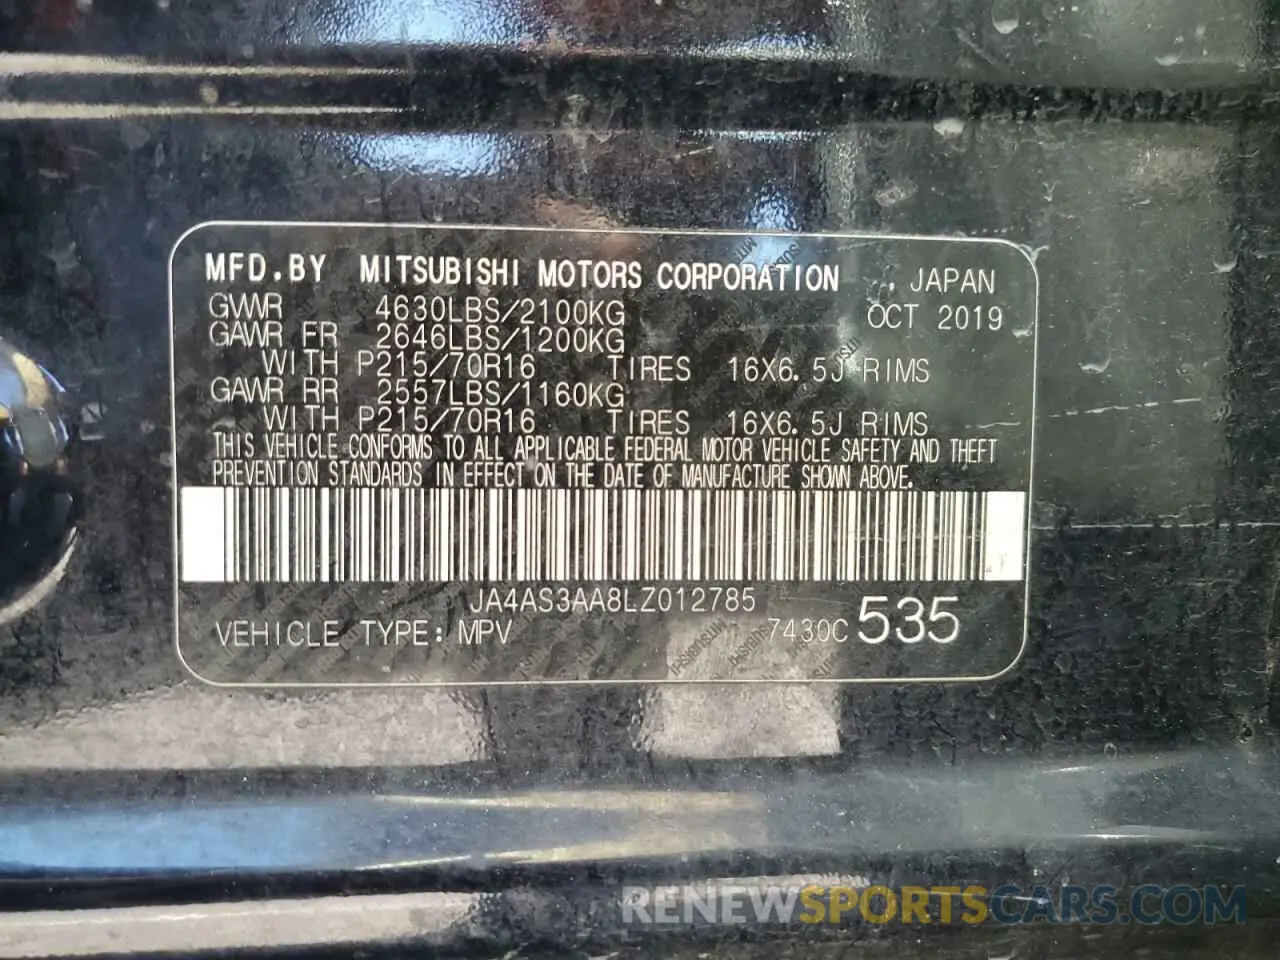 MFD.BY MITSUBISHI MOTORS CORPORATION , JAPAN
GVWR 4630LBS/2100KG OCT 2019
GAWR FR 2646LBS/1200KG
WITH P215/70R16 TIRES 16X6.5J RIMS
GAWR RR 2557LBS/1160KG
WITH P215/70R16 TIRES 16X6.5J RIMS
THIS VEHICLE CONFORMS TO ALL APPLICABLE FEDERAL MOTOR VEHICLE SAFETY AND THEFT
PREVENTION STANDARDS IN EFFECT ON THE DATE OF MANUFACTURE SHOWN ABOVE.
JA4AS3AA8LZ012785
VEHICLE TYPE: MPV 7430C 535
RENEWSPORTSCARS.COM